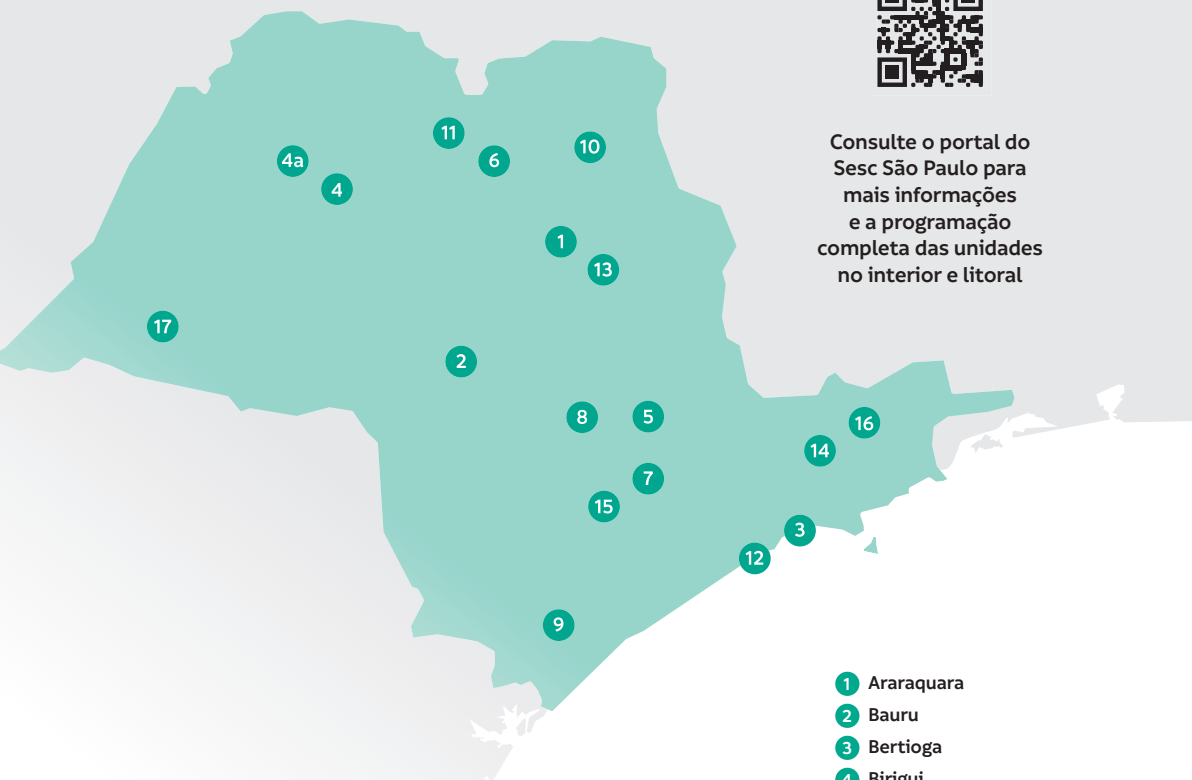 Consulte o portal do
Sesc São Paulo para
mais informações
e a programação
completa das unidades
no interior e litoral
11
10
4a
6
4
1
13
17
2
8
5
16
14
7
15
3
12
9
1 Araraquara
2 Bauru
3 Bertioga
4 Birigui